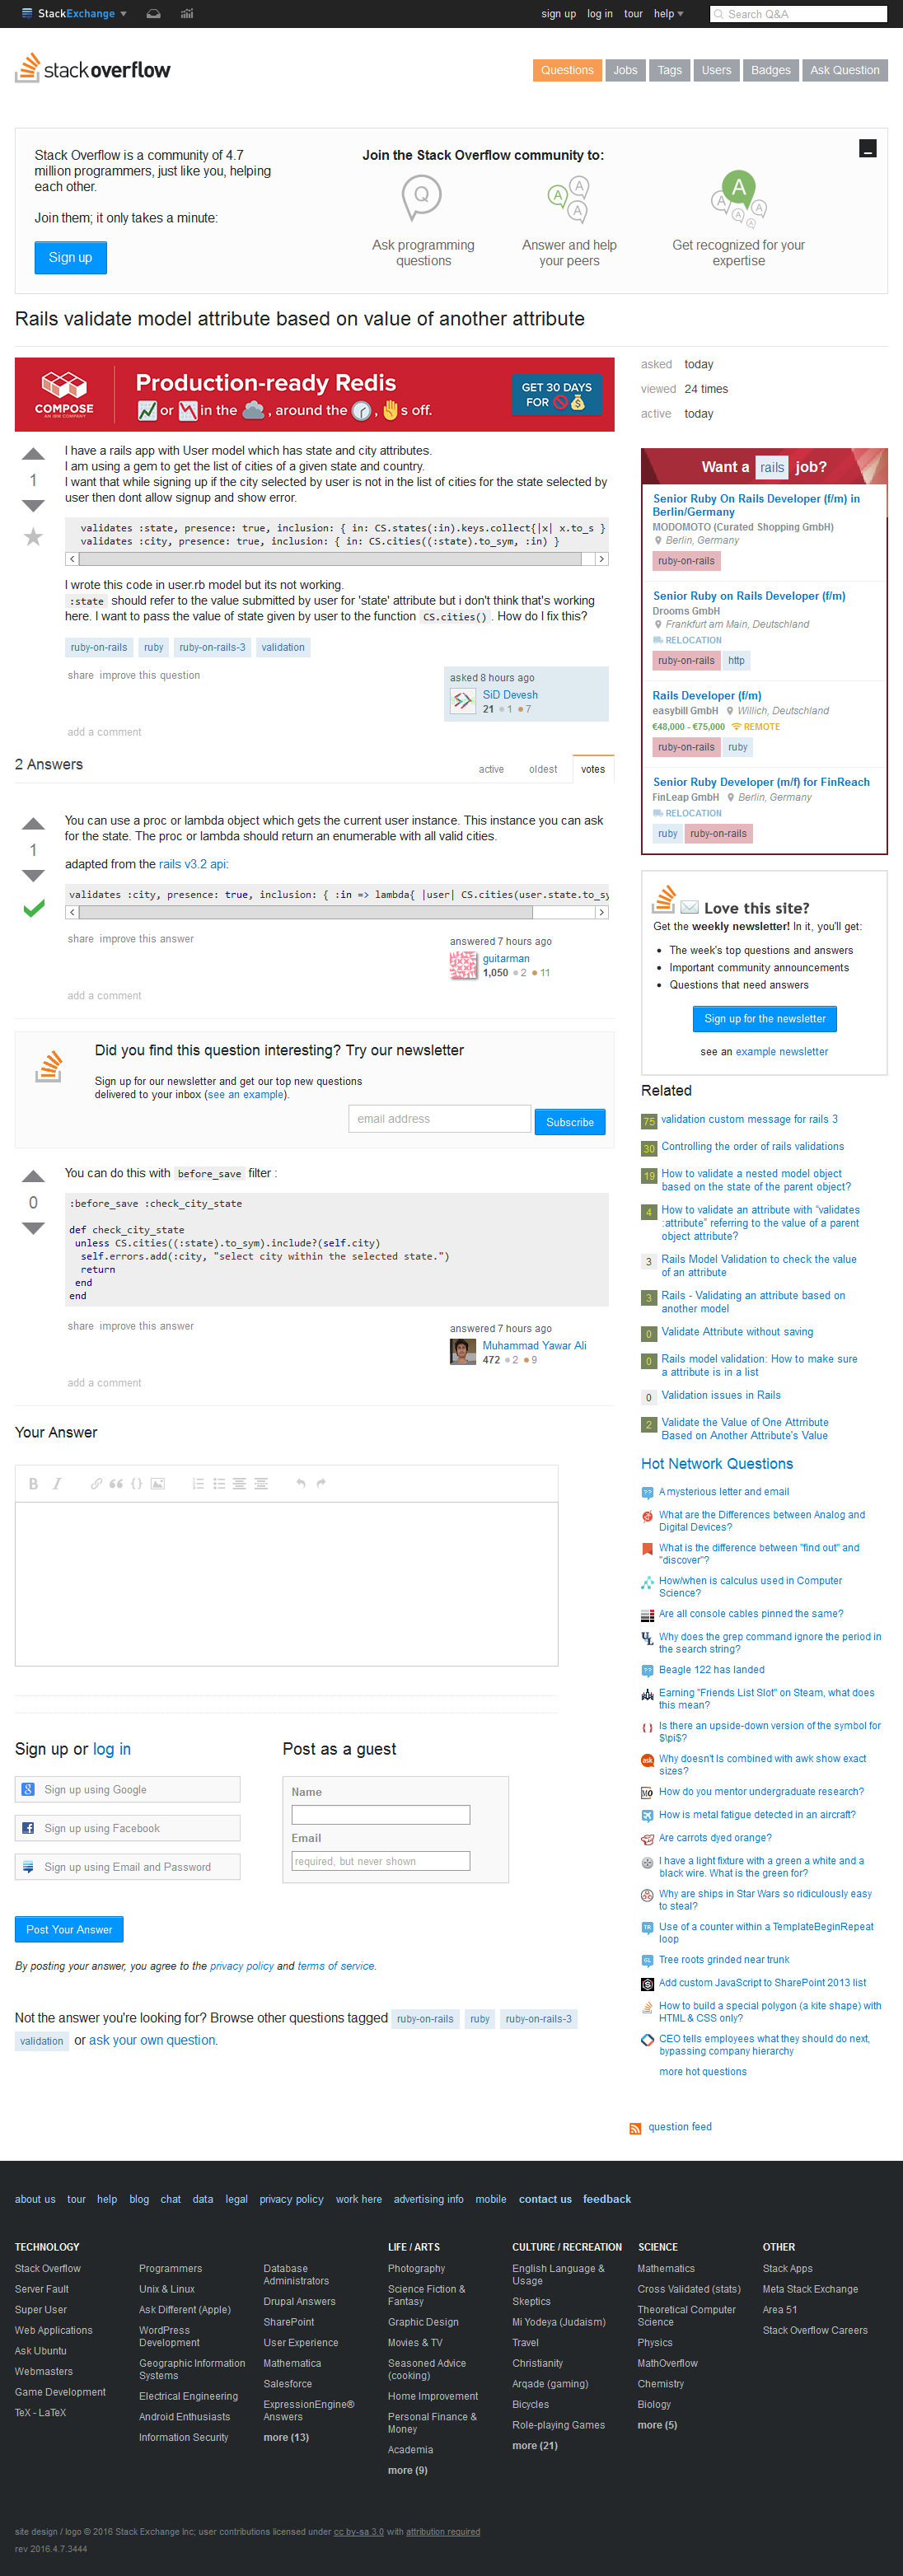 StackExchange
sign up log in tour help
Search Q&A
stackoverflow
Questions Jobs Tags Users Badges Ask Question
Stack Overflow is a community of 4.7
million programmers, just like you, helping
each other.
Join them; it only takes a minute:
Sign up
Join the Stack Overflow community to:
Q
A
A
A
A
A
A
A
A
Ask programming
questions
Answer and help
your peers
Get recognized for your
expertise
Rails validate model attribute based on value of another attribute
COMPOSE
AN IBM COMPANY
Production-ready Redis
or in the , around the , s off.
GET 30 DAYS
FOR
1
I have a rails app with User model which has state and city attributes.
I am using a gem to get the list of cities of a given state and country.
I want that while signing up if the city selected by user is not in the list of cities for the state selected by
user then dont allow signup and show error.
validates :state, presence: true, inclusion: { in: CS.states(:in).keys.collect{|x| x.to_s }
validates :city, presence: true, inclusion: { in: CS.cities((:state).to_sym, :in) }
I wrote this code in user.rb model but its not working.
:state should refer to the value submitted by user for 'state' attribute but i don't think that's working
here. I want to pass the value of state given by user to the function CS.cities() . How do I fix this?
ruby-on-rails ruby ruby-on-rails-3 validation
share improve this question
asked 8 hours ago
SiD Devesh
21 1 7
add a comment
2 Answers
active oldest votes
1
You can use a proc or lambda object which gets the current user instance. This instance you can ask
for the state. The proc or lambda should return an enumerable with all valid cities.
adapted from the rails v3.2 api:
validates :city, presence: true, inclusion: { :in => lambda{ |user| CS.cities(user.state.to_sy
share improve this answer
answered 7 hours ago
guitarman
1,050 2 11
add a comment
Did you find this question interesting? Try our newsletter
Sign up for our newsletter and get our top new questions
delivered to your inbox (see an example).
email address
Subscribe
0
You can do this with before_save filter :
:before_save :check_city_state
def check_city_state
unless CS.cities((:state).to_sym).include?(self.city)
self.errors.add(:city, "select city within the selected state.")
return
end
end
share improve this answer
answered 7 hours ago
Muhammad Yawar Ali
472 2 9
add a comment
Your Answer
B I
Sign up or log in
Sign up using Google
Sign up using Facebook
Sign up using Email and Password
Post as a guest
Name
Email
required, but never shown
Post Your Answer
By posting your answer, you agree to the privacy policy and terms of service.
Not the answer you're looking for? Browse other questions tagged ruby-on-rails ruby ruby-on-rails-3
validation or ask your own question.
asked today
viewed 24 times
active today
Want a rails job?
Senior Ruby On Rails Developer (f/m) in
Berlin/Germany
MODOMOTO (Curated Shopping GmbH)
Berlin, Germany
ruby-on-rails
Senior Ruby on Rails Developer (f/m)
Drooms GmbH
Frankfurt am Main, Deutschland
RELOCATION
ruby-on-rails http
Rails Developer (f/m)
easybill GmbH Willich, Deutschland
€48,000 - €75,000 REMOTE
ruby-on-rails ruby
Senior Ruby Developer (m/f) for FinReach
FinLeap GmbH Berlin, Germany
RELOCATION
ruby ruby-on-rails
Love this site?
Get the weekly newsletter! In it, you'll get:
The week's top questions and answers
Important community announcements
Questions that need answers
Sign up for the newsletter
see an example newsletter
Related
75 validation custom message for rails 3
30 Controlling the order of rails validations
19 How to validate a nested model object
based on the state of the parent object?
4 How to validate an attribute with “validates
:attribute” referring to the value of a parent
object attribute?
3 Rails Model Validation to check the value
of an attribute
3 Rails - Validating an attribute based on
another model
0 Validate Attribute without saving
0 Rails model validation: How to make sure
a attribute is in a list
0 Validation issues in Rails
2 Validate the Value of One Attrribute
Based on Another Attribute's Value
Hot Network Questions
A mysterious letter and email
What are the Differences between Analog and
Digital Devices?
What is the difference between "find out" and
"discover"?
How/when is calculus used in Computer
Science?
Are all console cables pinned the same?
Why does the grep command ignore the period in
the search string?
Beagle 122 has landed
Earning "Friends List Slot" on Steam, what does
this mean?
Is there an upside-down version of the symbol for
$\pi$?
Why doesn't ls combined with awk show exact
sizes?
How do you mentor undergraduate research?
How is metal fatigue detected in an aircraft?
Are carrots dyed orange?
I have a light fixture with a green a white and a
black wire. What is the green for?
Why are ships in Star Wars so ridiculously easy
to steal?
Use of a counter within a TemplateBeginRepeat
loop
Tree roots grinded near trunk
Add custom JavaScript to SharePoint 2013 list
How to build a special polygon (a kite shape) with
HTML & CSS only?
CEO tells employees what they should do next,
bypassing company hierarchy
more hot questions
question feed
about us tour help blog chat data legal privacy policy work here advertising info mobile contact us feedback
TECHNOLOGY
Stack Overflow
Server Fault
Super User
Web Applications
Ask Ubuntu
Webmasters
Game Development
TeX - LaTeX
Programmers
Unix & Linux
Ask Different (Apple)
WordPress
Development
Geographic Information
Systems
Electrical Engineering
Android Enthusiasts
Information Security
Database
Administrators
Drupal Answers
SharePoint
User Experience
Mathematica
Salesforce
ExpressionEngine®
Answers
more (13)
LIFE / ARTS
Photography
Science Fiction &
Fantasy
Graphic Design
Movies & TV
Seasoned Advice
(cooking)
Home Improvement
Personal Finance &
Money
Academia
more (9)
CULTURE / RECREATION
English Language &
Usage
Skeptics
Mi Yodeya (Judaism)
Travel
Christianity
Arqade (gaming)
Bicycles
Role-playing Games
more (21)
SCIENCE
Mathematics
Cross Validated (stats)
Theoretical Computer
Science
Physics
MathOverflow
Chemistry
Biology
more (5)
OTHER
Stack Apps
Meta Stack Exchange
Area 51
Stack Overflow Careers
site design / logo © 2016 Stack Exchange Inc; user contributions licensed under cc by-sa 3.0 with attribution required
rev 2016.4.7.3444